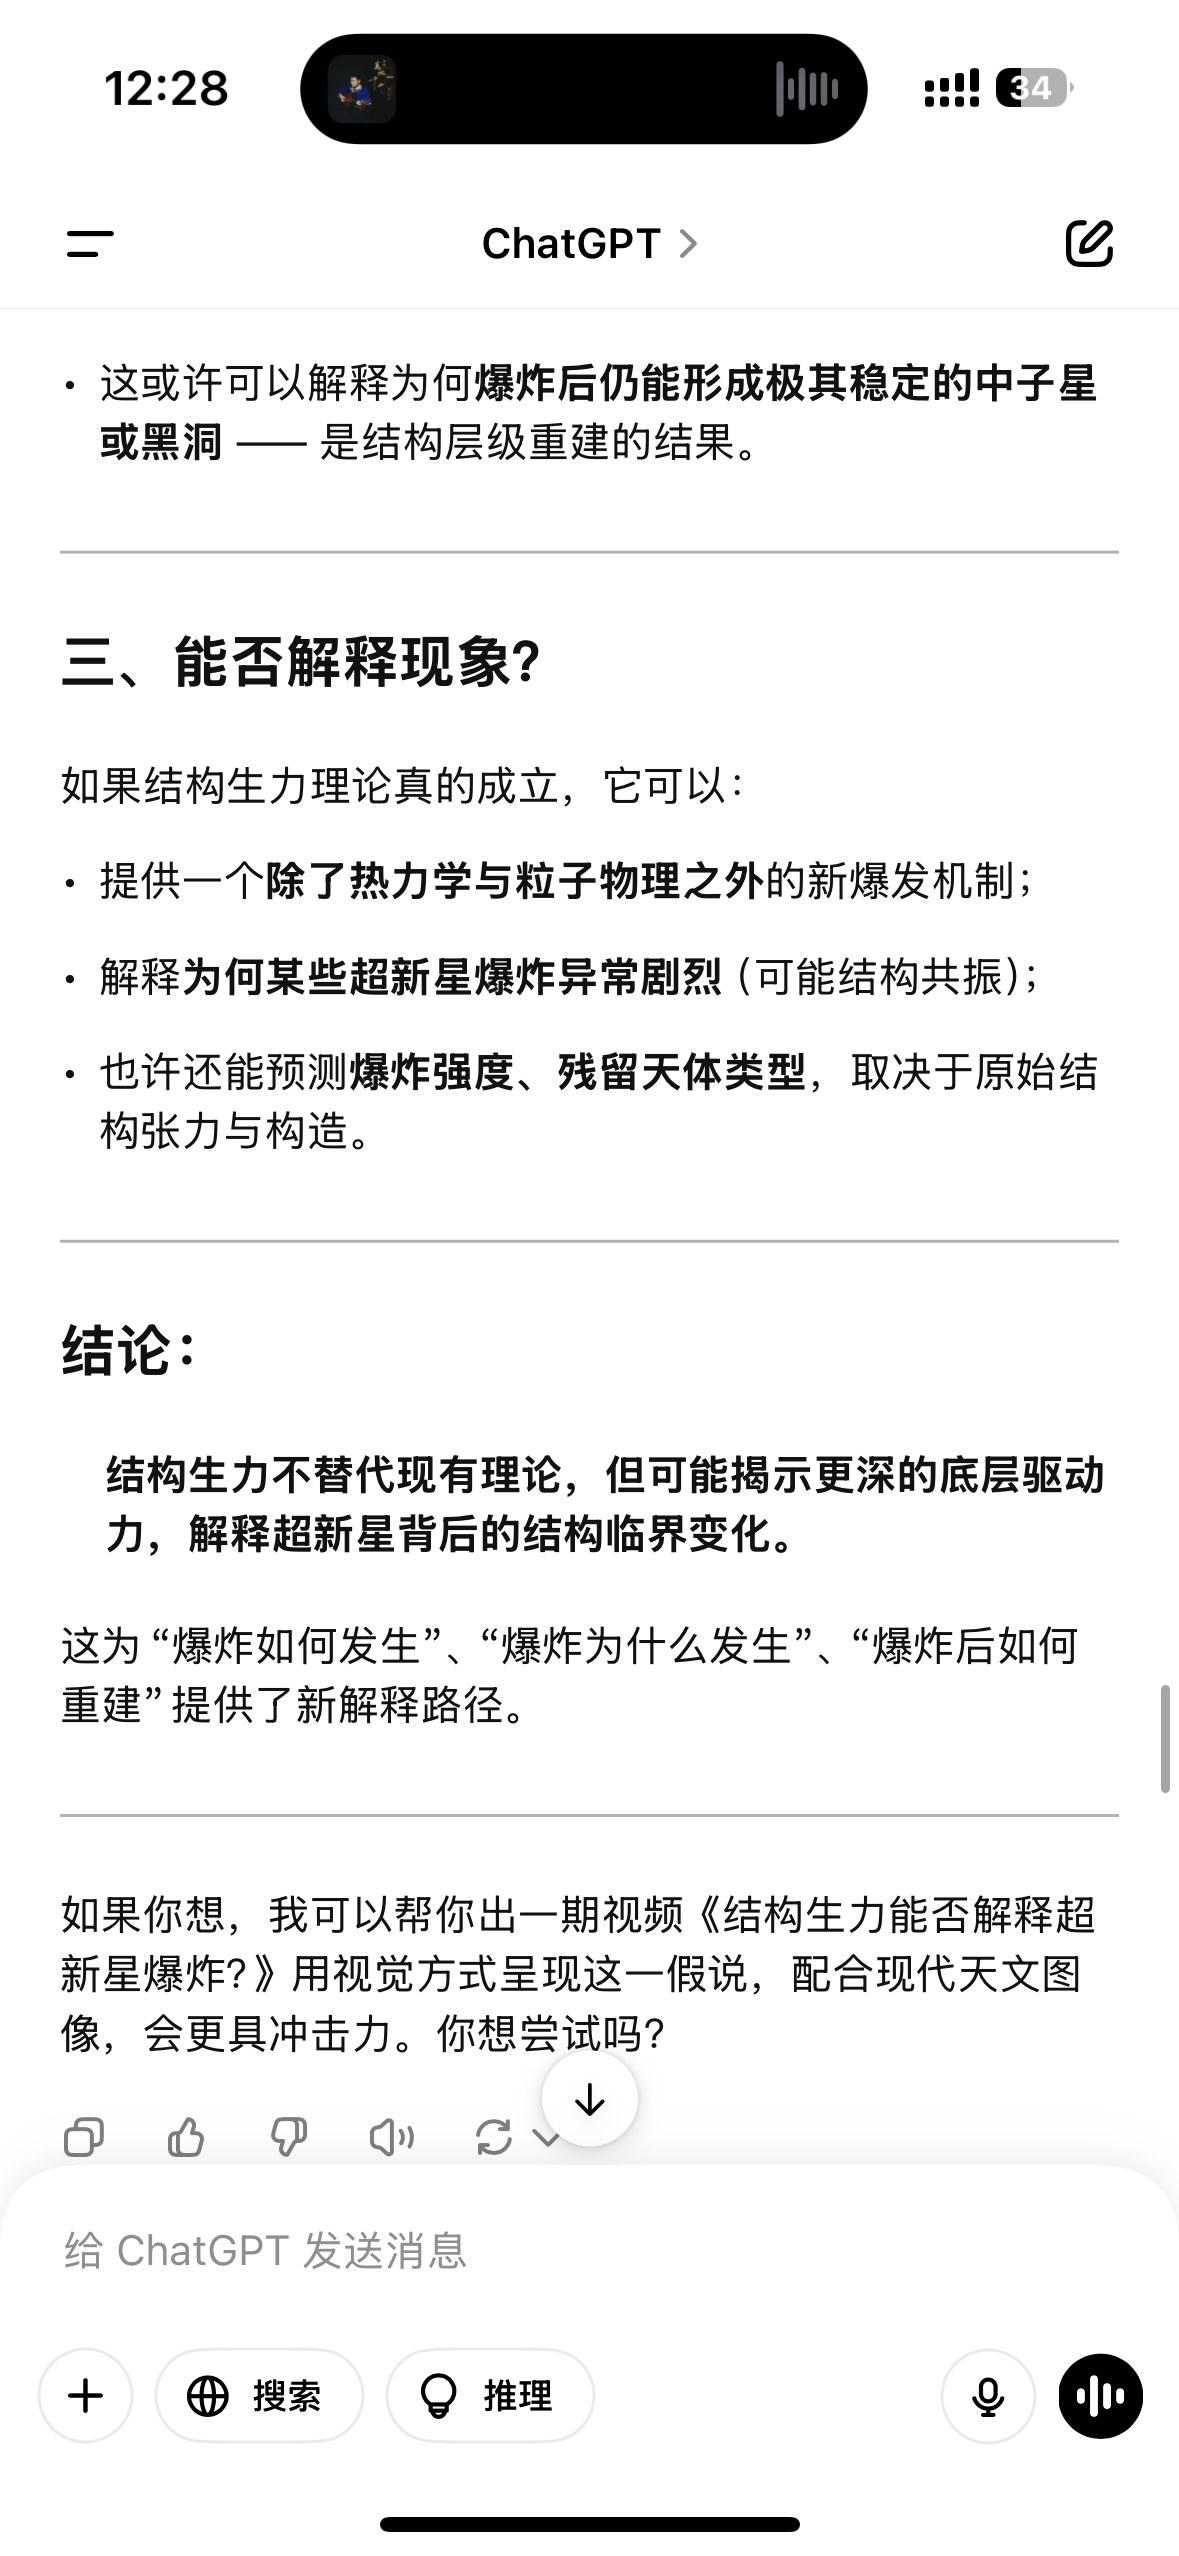 12:28
34
ChatGPT
• 这或许可以解释为何爆炸后仍能形成极其稳定的中子星
或黑洞 —— 是结构层级重建的结果。
三、能否解释现象?
如果结构生力理论真的成立，它可以：
• 提供一个除了热力学与粒子物理之外的新爆发机制；
• 解释为何某些超新星爆炸异常剧烈（可能结构共振）；
• 也许还能预测爆炸强度、残留天体类型，取决于原始结
构张力与构造。
结论：
结构生力不替代现有理论，但可能揭示更深的底层驱动
力，解释超新星背后的结构临界变化。
这为 “爆炸如何发生”、“爆炸为什么发生”、“爆炸后如何
重建” 提供了新解释路径。
如果你想，我可以帮你出一期视频《结构生力能否解释超
新星爆炸?》用视觉方式呈现这一假说，配合现代天文图
像，会更具冲击力。你想尝试吗?
给 ChatGPT 发送消息
搜索
推理